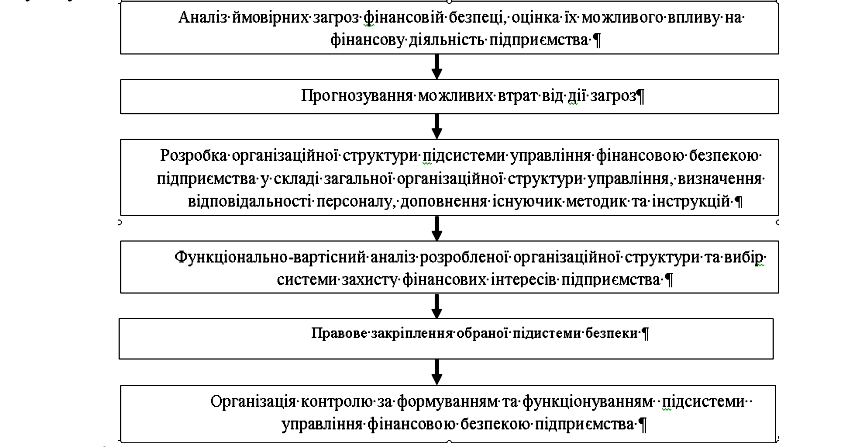 Аналіз ймовірних загроз фінансовій безпеці, оцінка їх можливого впливу на
фінансову діяльність підприємства
Прогнозування можливих втрат від дії загроз
Розробка організаційної структури підсистеми управління фінансовою безпекою
підприємства у складі загальної організаційної структури управління, визначення
відповідальності персоналу, доповнення існуючик методик та інструкцій
Функціонально-вартісний аналіз розробленої організаційної структури та вибір
системи захисту фінансових інтересів підприємства
Правове закріплення обраної підистеми безпеки
Організація контролю за формуванням та функціонуванням підсистеми
управління фінансовою безпекою підприємства